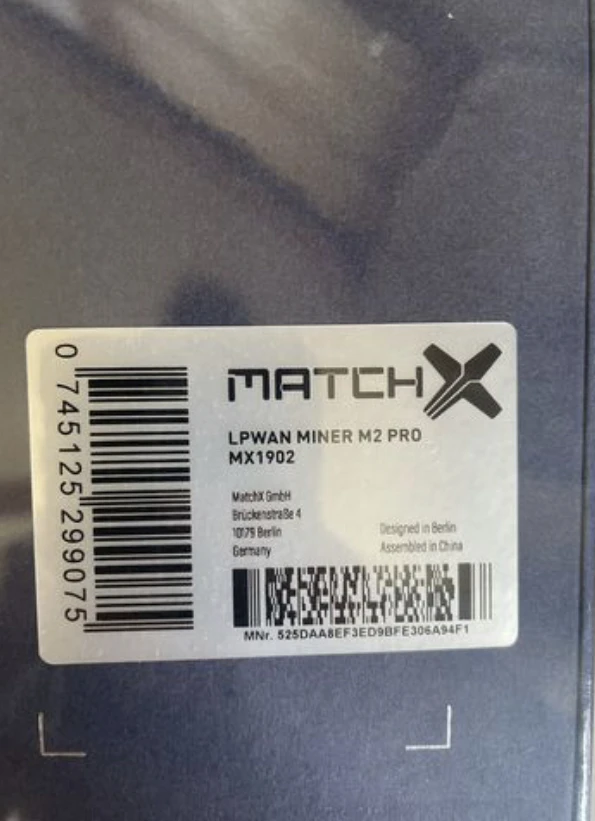 0 745125 299075
MATCHX
LPWAN MINER M2 PRO
MX1902
MatchX GmbH
Brückenstraße 4
10179 Berlin
Germany
Designed in Berlin
Assembled in China
MNr. 525DAA8EF3ED9BFE306A94F1